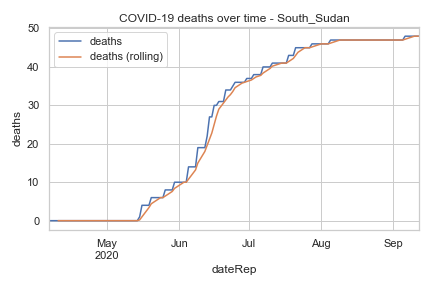 COVID-19 deaths over time - South_Sudan
deaths
deaths (rolling)
50
40
30
20
10
0
deaths
May
2020
Jun
Jul
Aug
Sep
dateRep